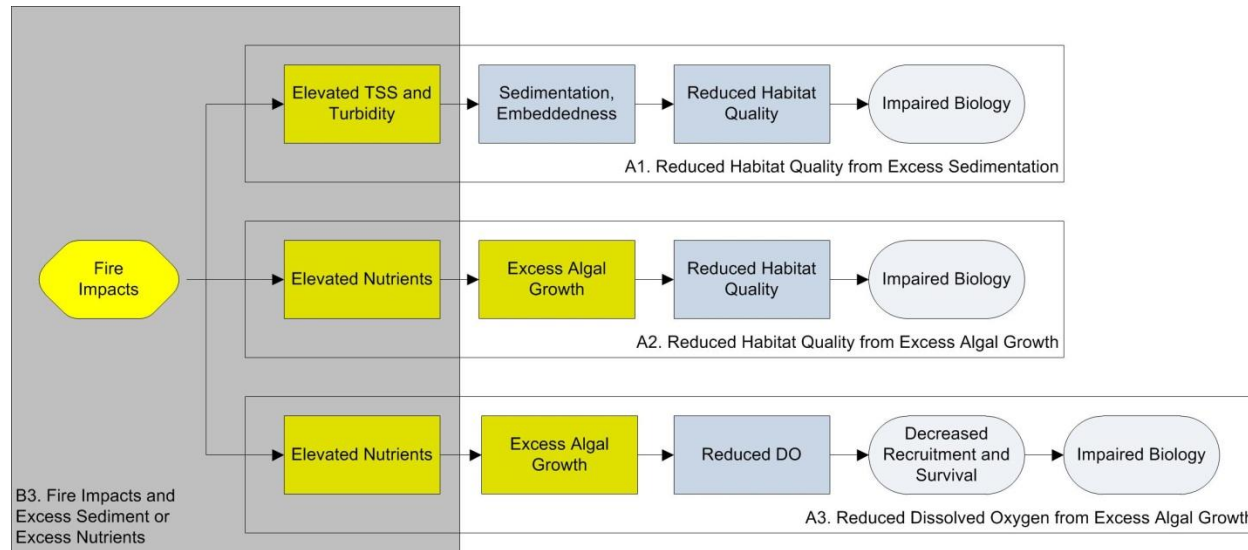 Elevated TSS and
Turbidity
Sedimentation,
Embeddedness
Reduced Habitat
Quality
Impaired Biology
A1. Reduced Habitat Quality from Excess Sedimentation
Fire
Impacts
Elevated Nutrients
Excess Algal
Growth
Reduced Habitat
Quality
Impaired Biology
A2. Reduced Habitat Quality from Excess Algal Growth
Elevated Nutrients
Excess Algal
Growth
Reduced DO
Decreased
Recruitment and
Survival
Impaired Biology
A3. Reduced Dissolved Oxygen from Excess Algal Growth
B3. Fire Impacts and
Excess Sediment or
Excess Nutrients